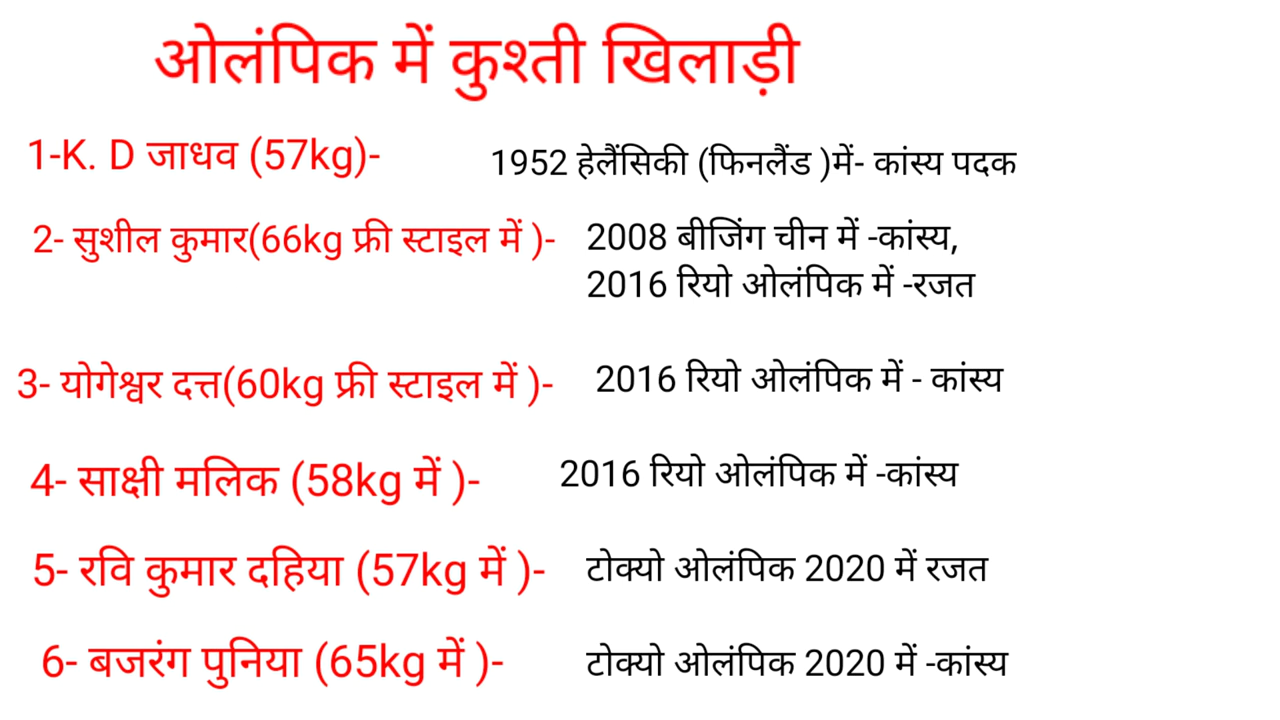 ओलंपिक में कुश्ती खिलाड़ी
1-K. D जाधव (57kg)- 1952 हेलैंसिकी (फिनलैंड )में- कांस्य पदक
2- सुशील कुमार(66kg फ्री स्टाइल में )- 2008 बीजिंग चीन में -कांस्य,
2016 रियो ओलंपिक में -रजत
3- योगेश्वर दत्त(60kg फ्री स्टाइल में )- 2016 रियो ओलंपिक में - कांस्य
4- साक्षी मलिक (58kg में )- 2016 रियो ओलंपिक में -कांस्य
5- रवि कुमार दहिया (57kg में )- टोक्यो ओलंपिक 2020 में रजत
6- बजरंग पुनिया (65kg में )- टोक्यो ओलंपिक 2020 में -कांस्य